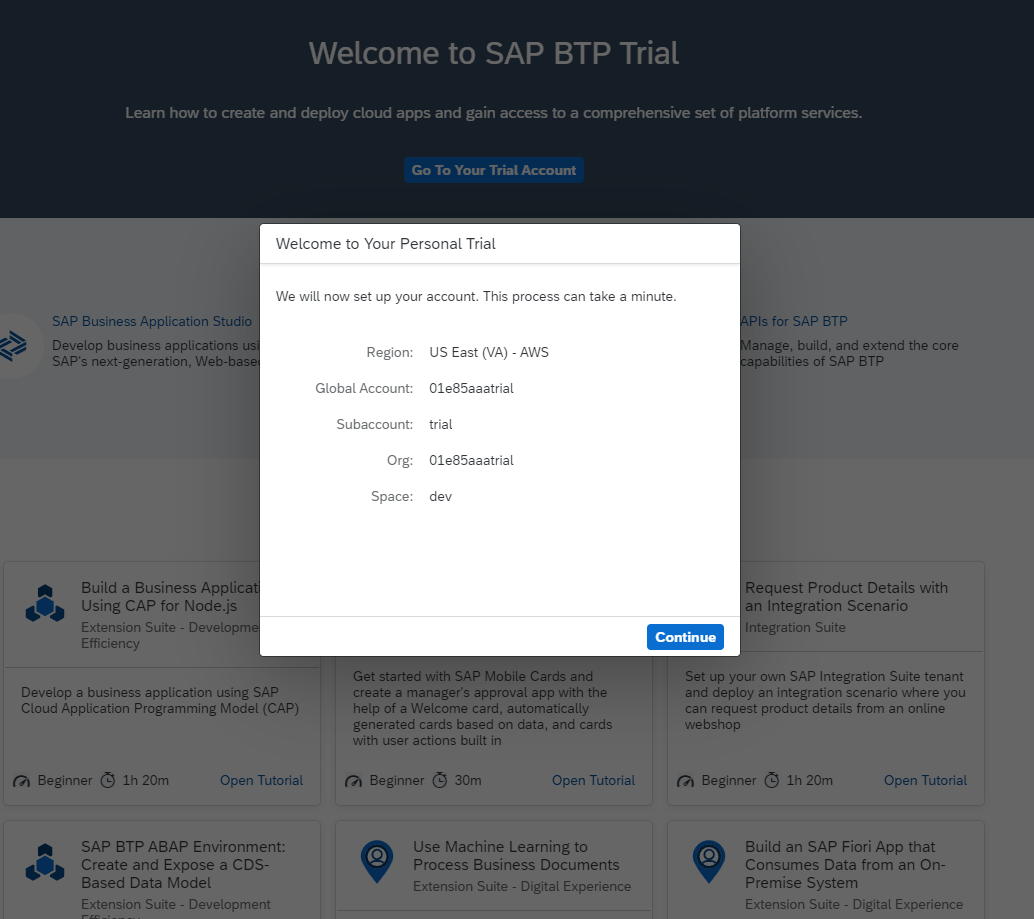 Welcome to SAP BTP Trial
Learn how to create and deploy cloud apps and gain access to a comprehensive set of platform services.
Go To Your Trial Account
Welcome to Your Personal Trial
We will now set up your account. This process can take a minute.
Region: US East (VA) - AWS
Global Account: 01e85aaatrial
Subaccount: trial
Org: 01e85aaatrial
Space: dev
Continue
SAP Business Application Studio
Develop business applications
SAP's next-generation,
APIs for SAP BTP
Manage, build, and extend the core
capabilities of SAP BTP
Build a Business
Using CAP for Node.js
Extension Suite -
Efficiency
Develop a business application using SAP
Cloud Application Programming Model (CAP)
Beginner 1h 20m Open Tutorial
Get started with SAP Mobile Cards and
create a manager's approval app with the
help of a Welcome card, automatically
generated cards based on data, and cards
with user actions built in
Beginner 30m Open Tutorial
Request Product Details with
an Integration Scenario
Integration Suite
Set up your own SAP Integration Suite tenant
and deploy an integration scenario where you
can request product details from an online
webshop
Beginner 1h 20m Open Tutorial
SAP BTP ABAP Environment:
Create and Expose a CDS-
Based Data Model
Extension Suite - Development
Use Machine Learning to
Process Business Documents
Extension Suite - Digital Experience
Build an SAP Fiori App that
Consumes Data from an On-
Premise System
Extension Suite - Digital Experience